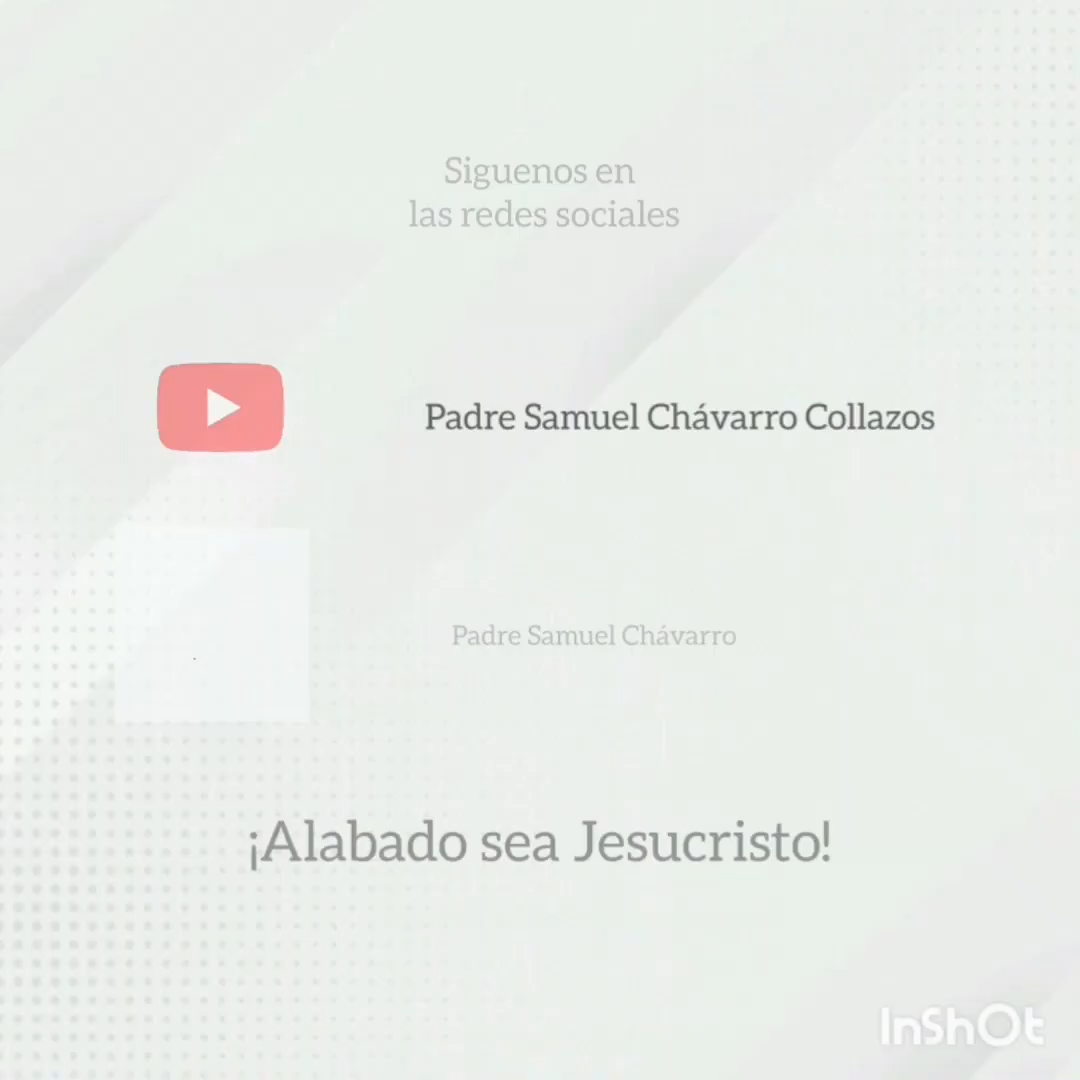 Siguenos en
las redes sociales
Padre Samuel Chávarro Collazos
Padre Samuel Chávarro
¡Alabado sea Jesucristo!
InShOt